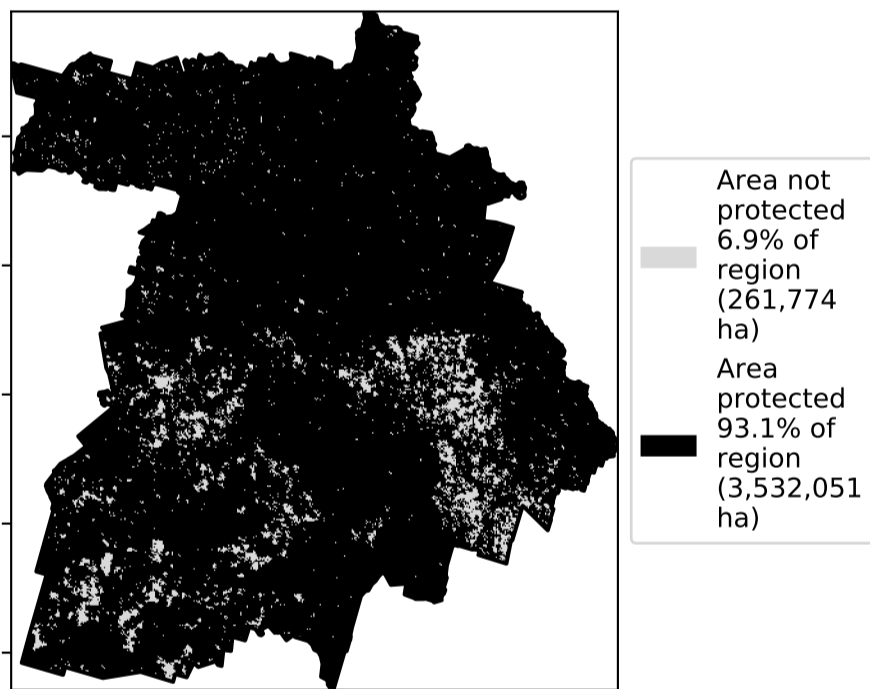 Area not
protected
6.9% of
region
(261,774
ha)
Area
protected
93.1% of
region
(3,532,051
ha)